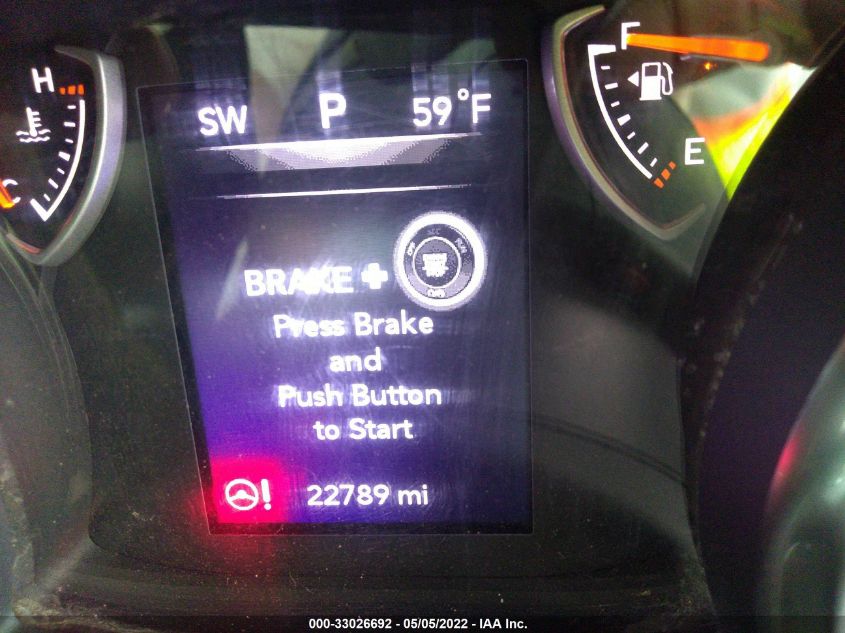 H
C
SW P 59°F
F
E
BRAKE +
Press Brake
and
Push Button
to Start
22789 mi
000-33026692 - 05/05/2022 - IAA Inc.